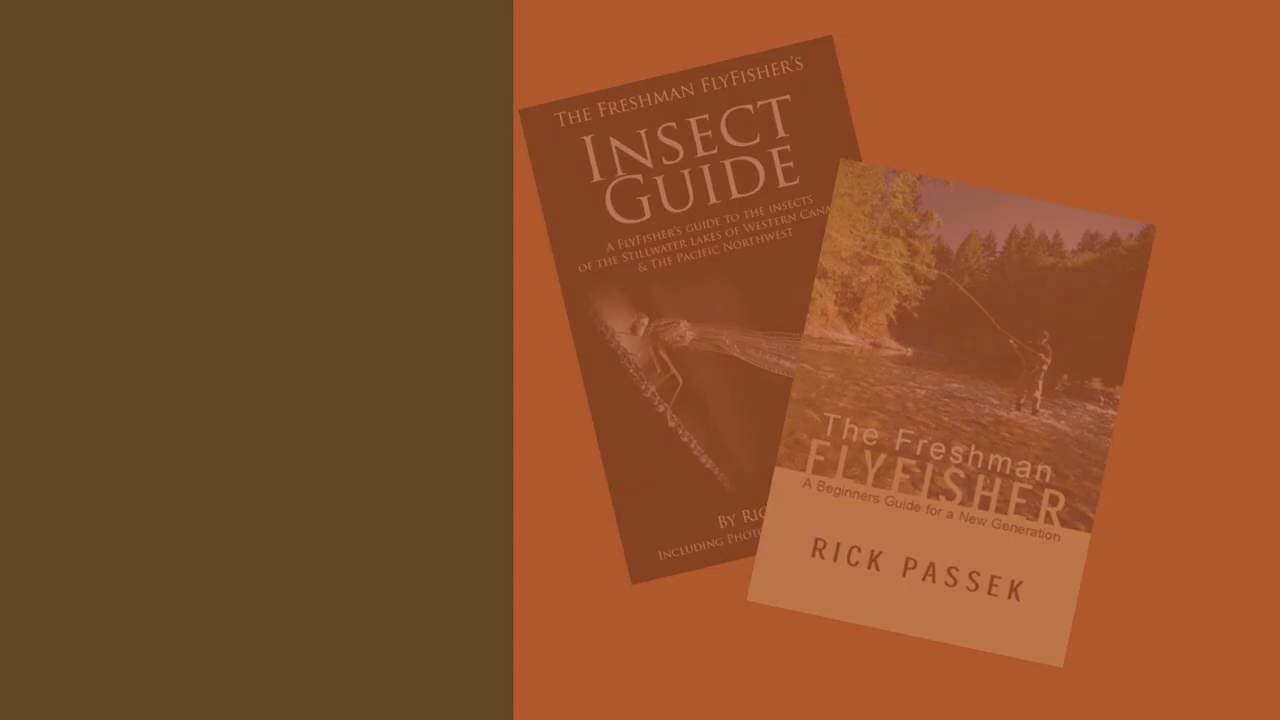 The Freshman FlyFisher's
Insect
Guide
A FlyFisher's guide to the insects
of the Stillwater lakes of Western
& The Pacific Northwest
By
Including
The Freshman
FLYFISHER
A Beginners Guide for a New Generation
RICK PASSEK